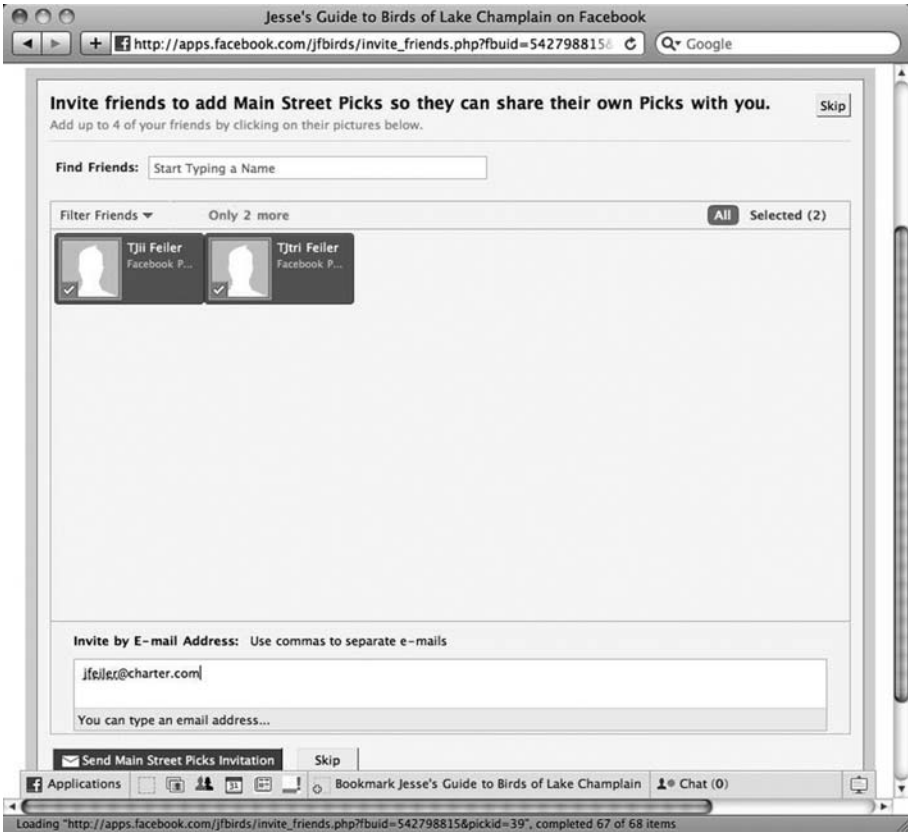 Jesse's Guide to Birds of Lake Champlain on Facebook
http://apps.facebook.com/jfbirds/invite_friends.php?fbuid=542798815
Google
Invite friends to add Main Street Picks so they can share their own Picks with you.
Skip
Add up to 4 of your friends by clicking on their pictures below.
Find Friends: Start Typing a Name
Filter Friends Only 2 more All Selected (2)
TJii Feiler TJtri Feiler
Facebook P... Facebook P...
Invite by E-mail Address: Use commas to separate e-mails
jfeiler@charter.com
You can type an email address...
Send Main Street Picks Invitation Skip
Applications 31 Bookmark Jesse's Guide to Birds of Lake Champlain Chat (0)
Loading "http://apps.facebook.com/jfbirds/invite_friends.php?fbuid=542798815&pickid=39", completed 67 of 68 items